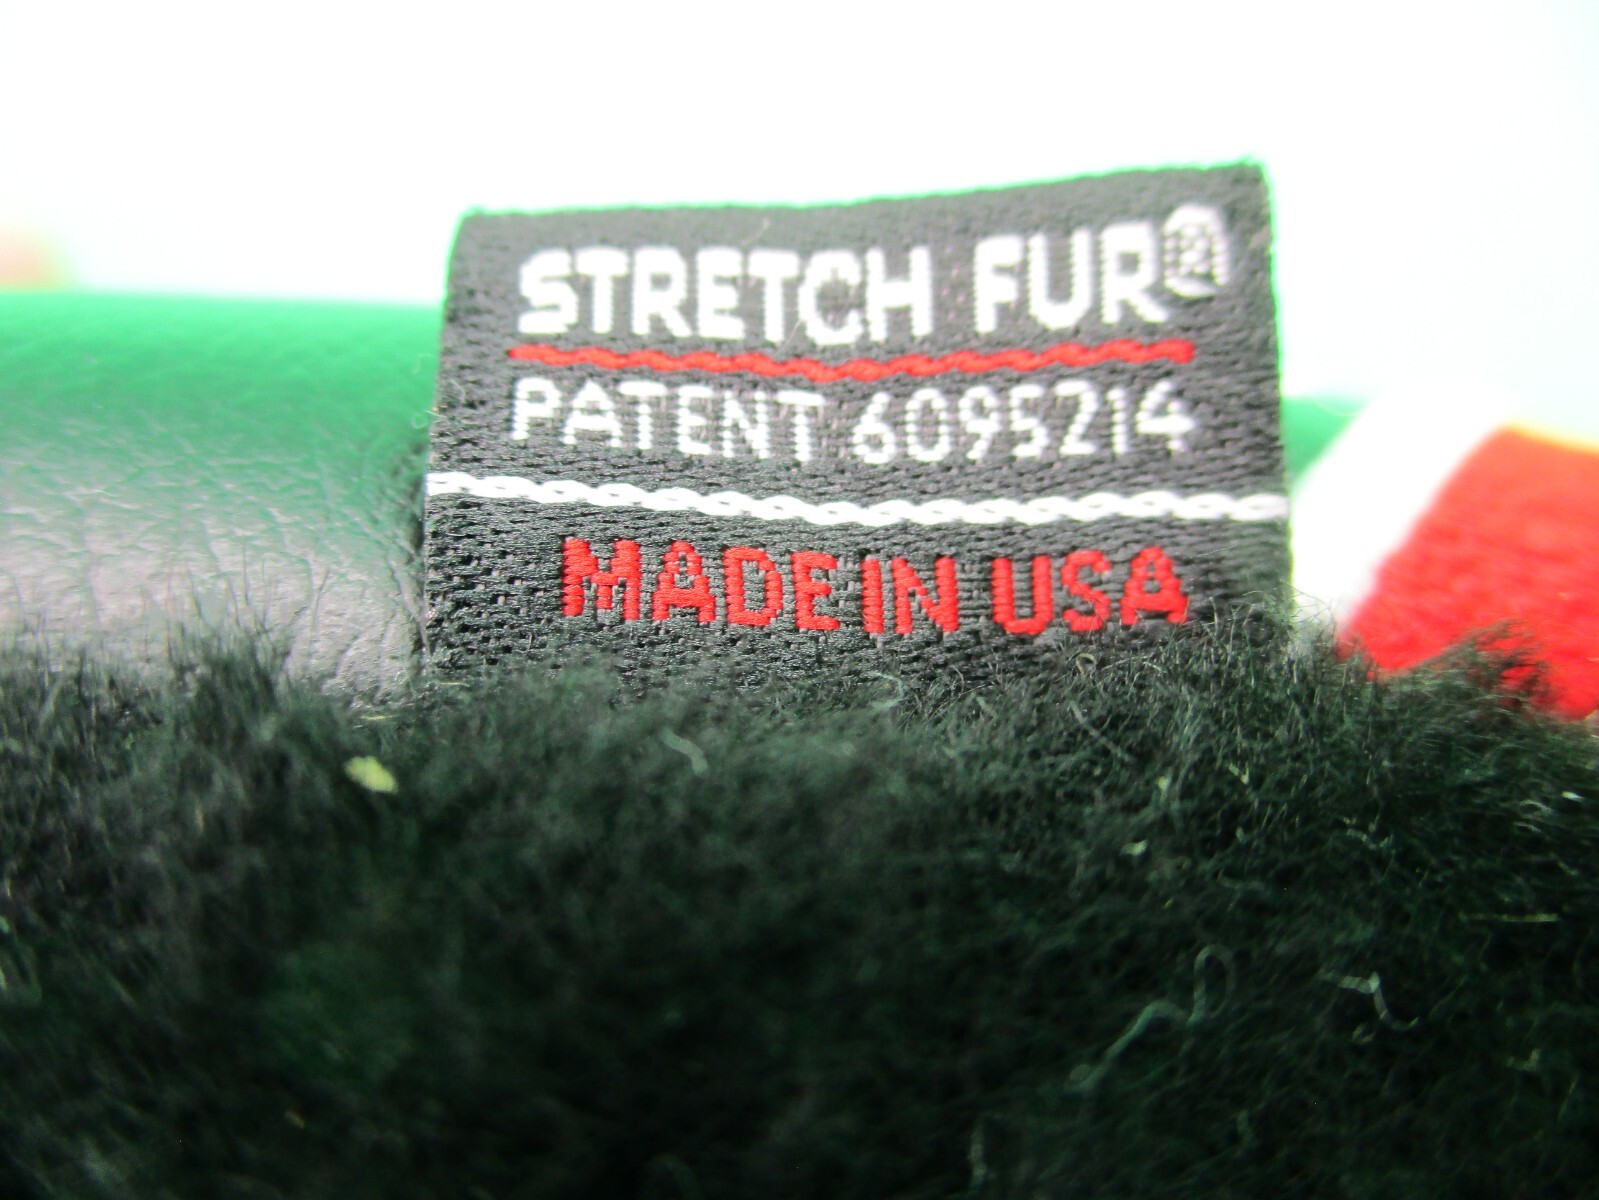 STRETCH FUR®
PATENT 6095214
MADE IN USA